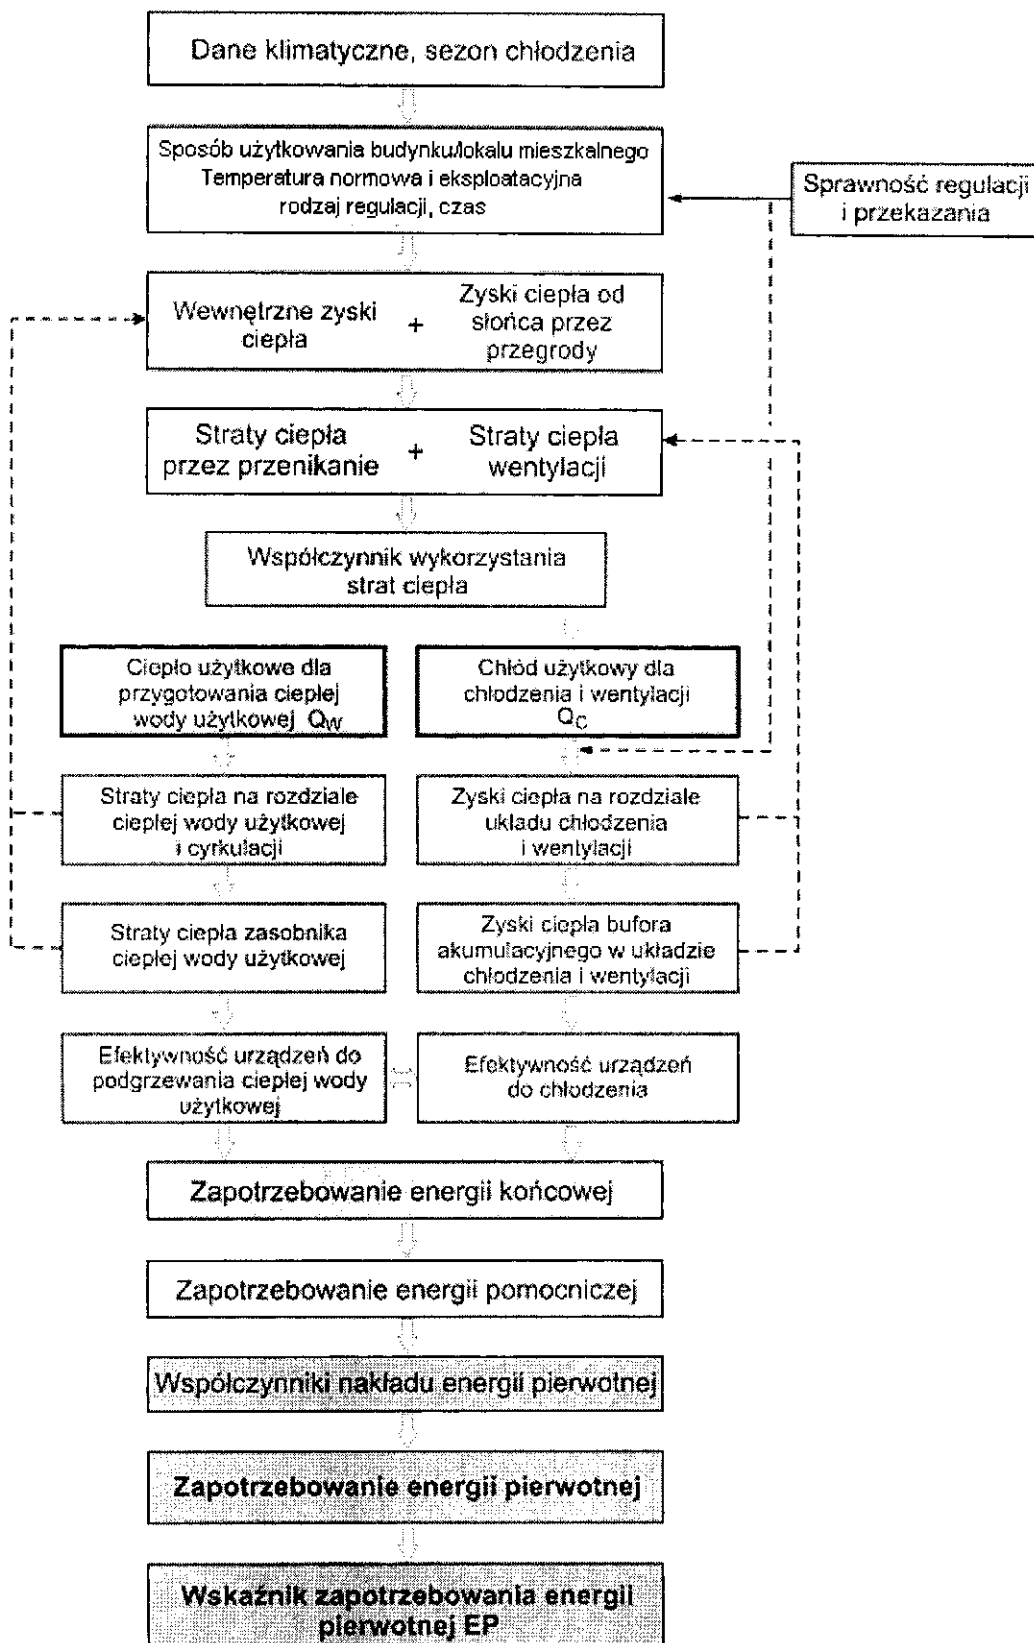 Dane klimatyczne, sezon chłodzenia
Sposób użytkowania budynku/lokalu mieszkalnego
Temperatura normowa i eksploatacyjna
rodzaj regulacji, czas
Sprawność regulacji
i przekazania
Wewnętrzne zyski
ciepła
+
Zyski ciepła od
słońca przez
przegrody
Straty ciepła
przez przenikanie
+
Straty ciepła
wentylacji
Współczynnik wykorzystania
strat ciepła
Ciepło użytkowe dla
przygotowania ciepłej
wody użytkowej QW
Chłód użytkowy dla
chłodzenia i wentylacji
QC
Straty ciepła na rozdziale
ciepłej wody użytkowej
i cyrkulacji
Zyski ciepła na rozdziale
układu chłodzenia
i wentylacji
Straty ciepła zasobnika
ciepłej wody użytkowej
Zyski ciepła bufora
akumulacyjnego w układzie
chłodzenia i wentylacji
Efektywność urządzeń do
podgrzewania ciepłej wody
użytkowej
Efektywność urządzeń
do chłodzenia
Zapotrzebowanie energii końcowej
Zapotrzebowanie energii pomocniczej
Współczynniki nakładu energii pierwotnej
Zapotrzebowanie energii pierwotnej
Wskaźnik zapotrzebowania energii
pierwotnej EP